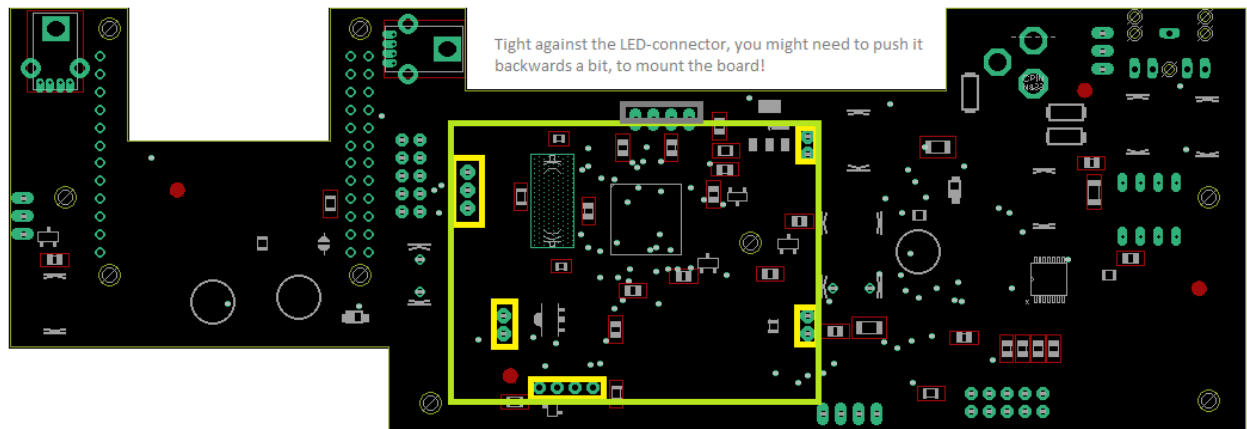 Tight against the LED-connector, you might need to push it
backwards a bit, to mount the board!